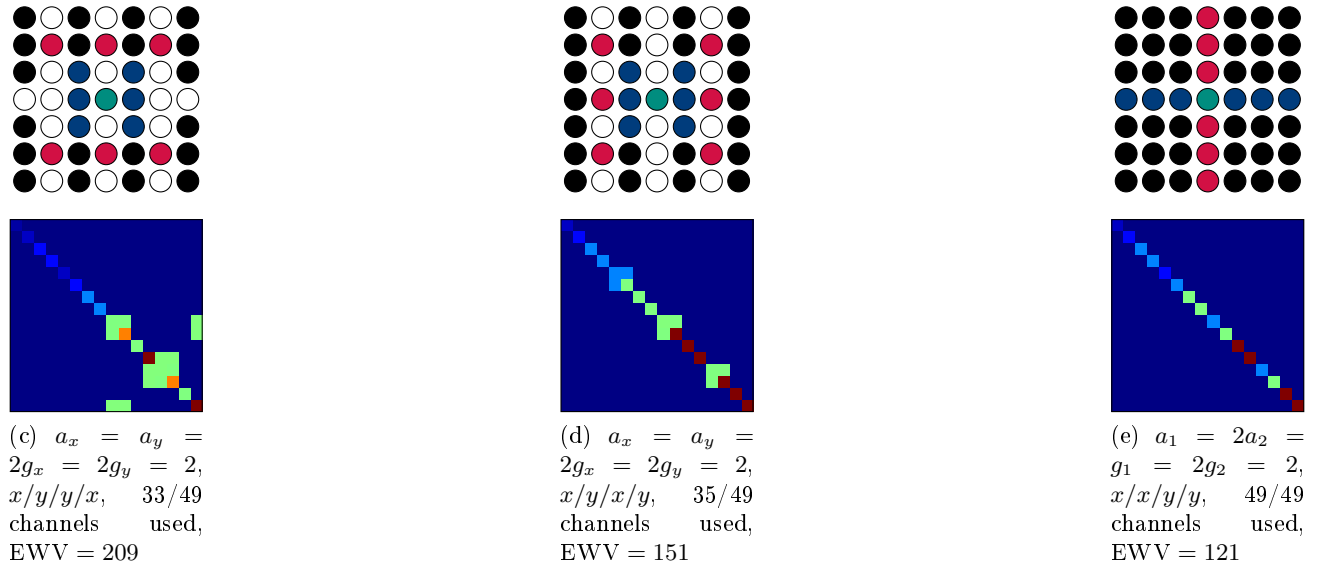 (c) a_x = a_y =
2g_x = 2g_y = 2,
x/y/y/x, 33/49
channels used,
EWV = 209
(d) a_x = a_y =
2g_x = 2g_y = 2,
x/y/x/y, 35/49
channels used,
EWV = 151
(e) a_1 = 2a_2 =
g_1 = 2g_2 = 2,
x/x/y/y, 49/49
channels used,
EWV = 121